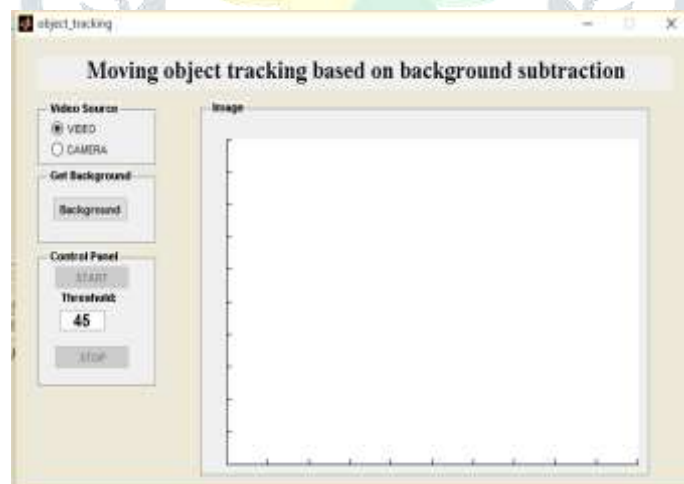 object_tracking
Moving object tracking based on background subtraction
Video Source
VIDEO
CAMERA
Get Background
Background
Control Panel
START
Threshold:
45
STOP
Image